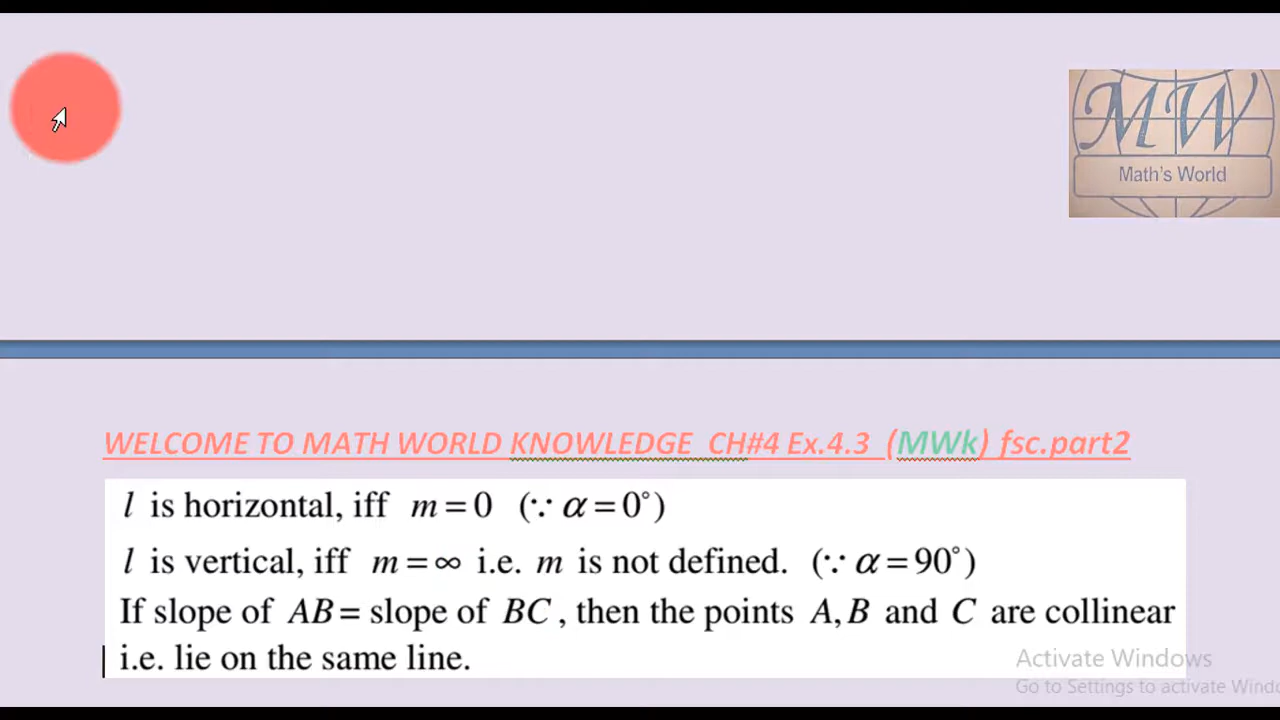 MW
Math's World
WELCOME TO MATH WORLD KNOWLEDGE CH#4 Ex.4.3 (MWk) fsc.part2
l is horizontal, iff m = 0 (∵ α = 0°)
l is vertical, iff m = ∞ i.e. m is not defined. (∵ α = 90°)
If slope of AB = slope of BC , then the points A, B and C are collinear
i.e. lie on the same line.
Activate Windows
Go to Settings to activate Wind